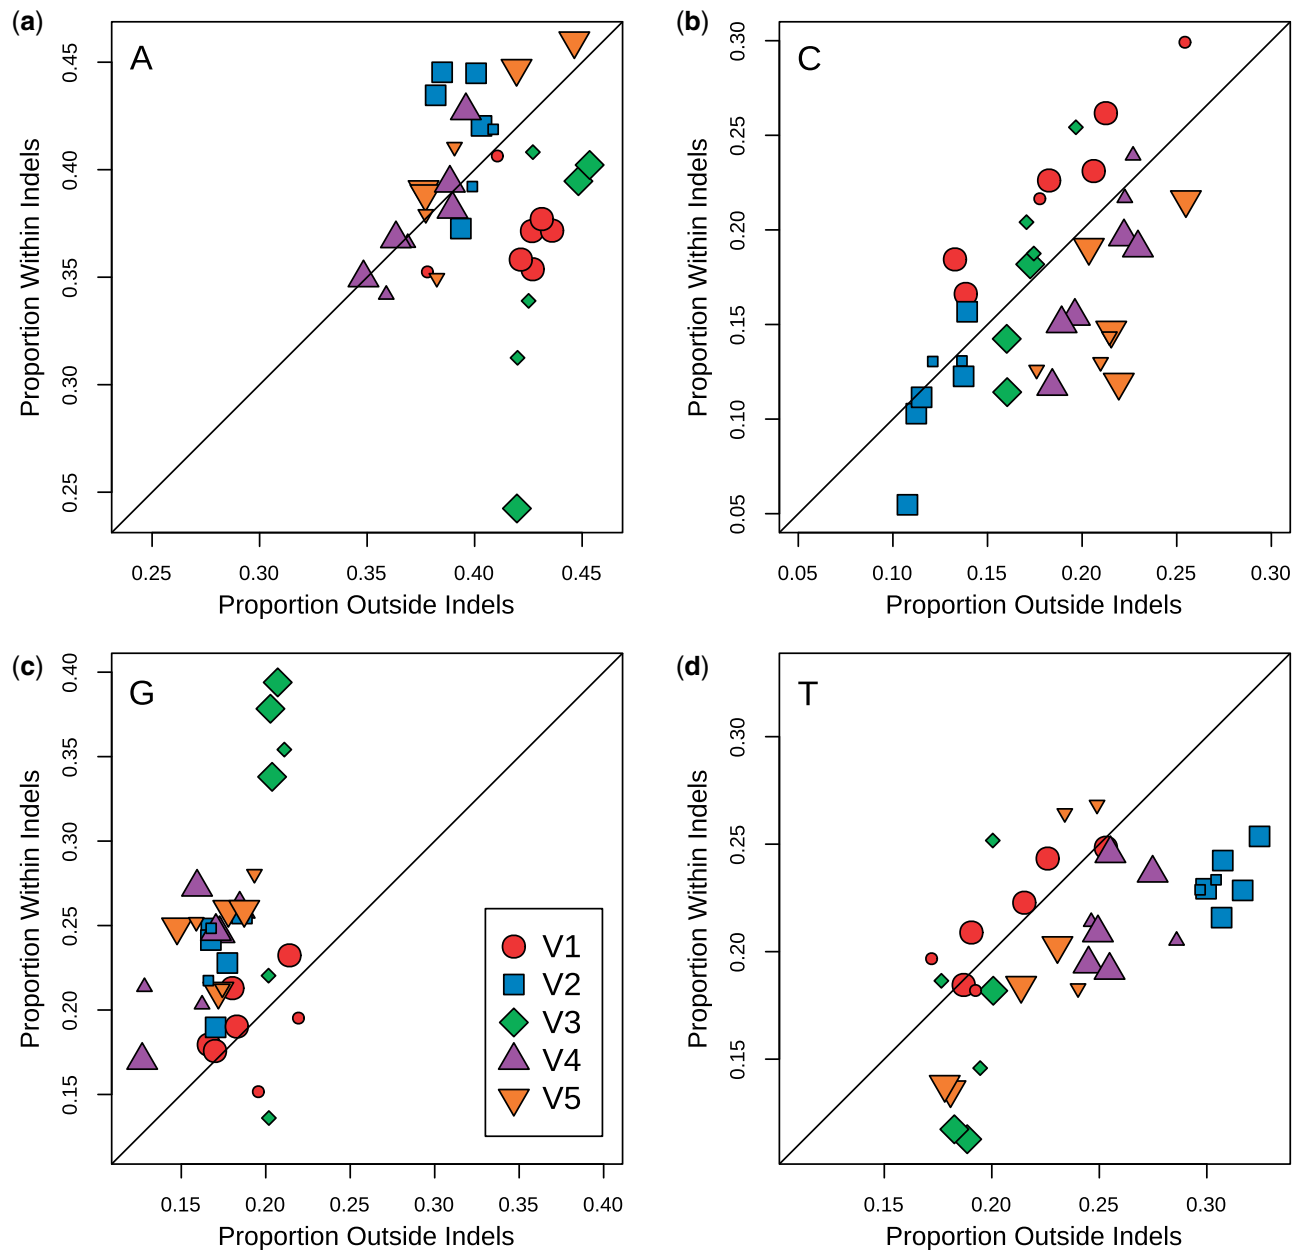 (a)
A
Proportion Within Indels
0.45
0.40
0.35
0.30
0.25
0.25 0.30 0.35 0.40 0.45
Proportion Outside Indels
(b)
C
Proportion Within Indels
0.30
0.25
0.20
0.15
0.10
0.05
0.05 0.10 0.15 0.20 0.25 0.30
Proportion Outside Indels
(c)
G
Proportion Within Indels
0.40
0.35
0.30
0.25
0.20
0.15
V1
V2
V3
V4
V5
0.15 0.20 0.25 0.30 0.35 0.40
Proportion Outside Indels
(d)
T
Proportion Within Indels
0.30
0.25
0.20
0.15
0.15 0.20 0.25 0.30
Proportion Outside Indels